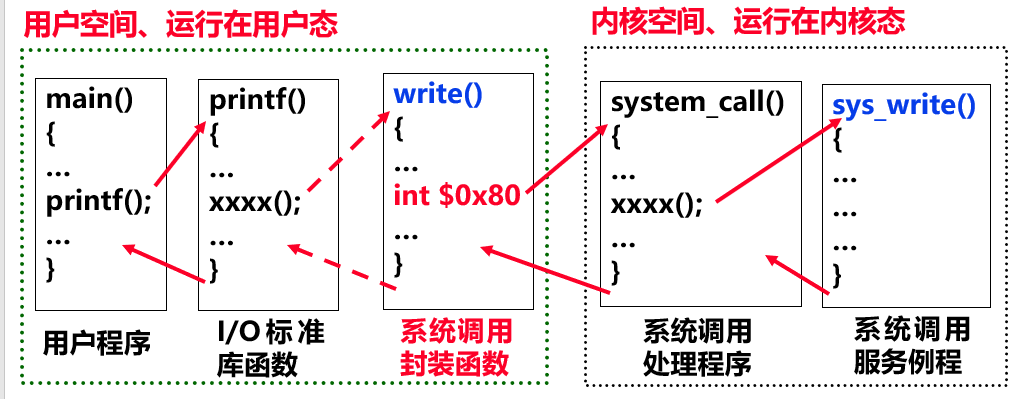 用户空间、运行在用户态
内核空间、运行在内核态
main()
{
...
printf();
...
}
用户程序
printf()
{
...
xxxx();
...
}
I/O标准
库函数
write()
{
...
int $0x80
...
}
系统调用
封装函数
system_call()
{
...
xxxx();
...
}
系统调用
处理程序
sys_write()
{
...
...
...
}
系统调用
服务例程